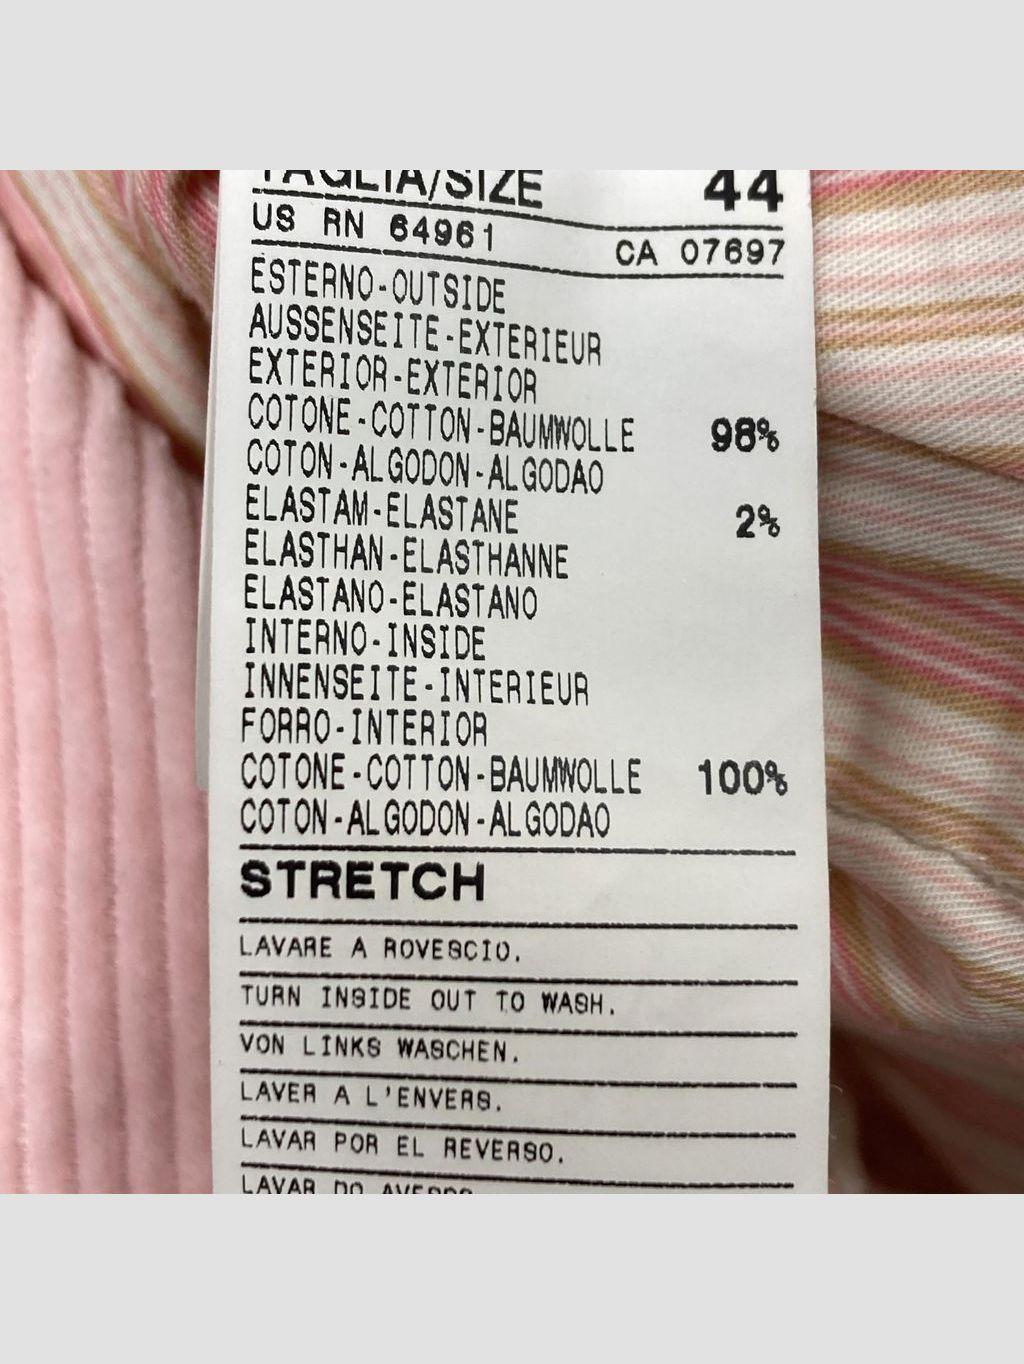 TAGLIA/SIZE 44
US RN 64961 CA 07697
ESTERNO-OUTSIDE
AUSSENSEITE-EXTERIEUR
EXTERIOR-EXTERIOR
COTONE-COTTON-BAUMWOLLE 98%
COTON-ALGODON-ALGODAO
ELASTAM-ELASTANE 2%
ELASTHAN-ELASTHANNE
ELASTANO-ELASTANO
INTERNO-INSIDE
INNENSEITE-INTERIEUR
FORRO-INTERIOR
COTONE-COTTON-BAUMWOLLE 100%
COTON-ALGODON-ALGODAO
STRETCH
LAVARE A ROVESCIO.
TURN INSIDE OUT TO WASH.
VON LINKS WASCHEN.
LAVER A L'ENVERS.
LAVAR POR EL REVERSO.
LAVAR DO AVESSO